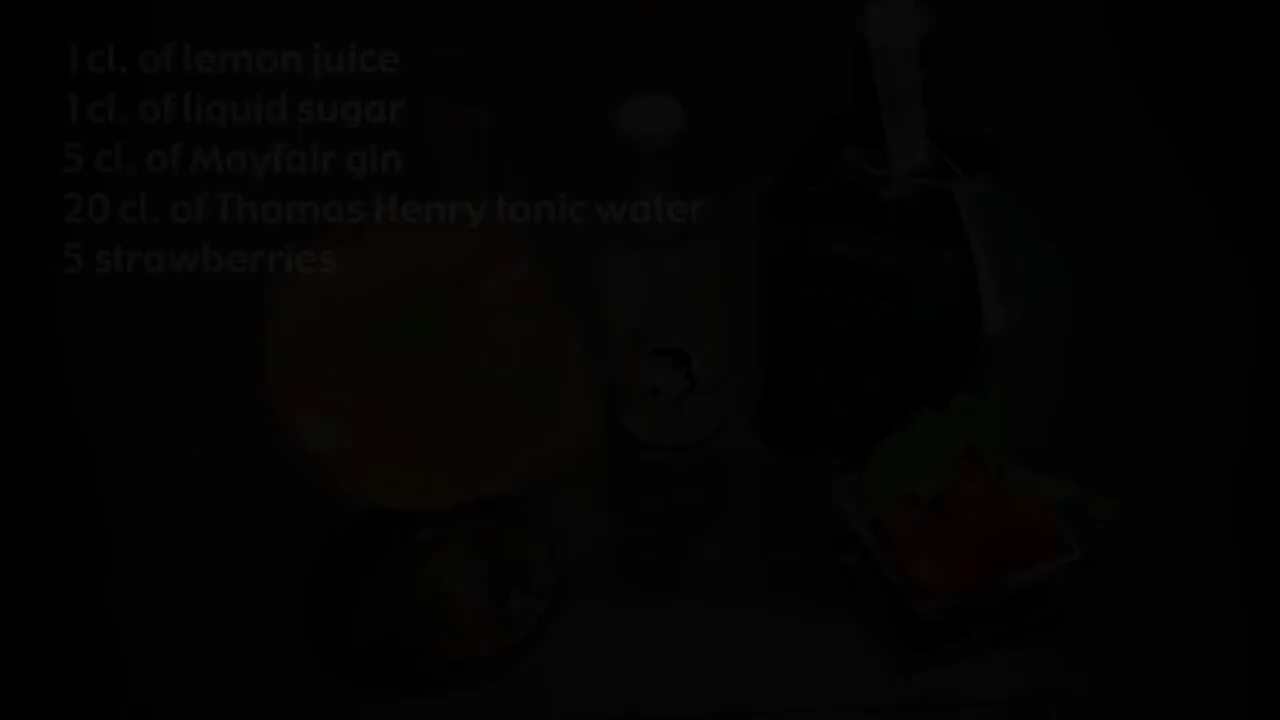 1 cl. of lemon juice
1 cl. of liquid sugar
5 cl. of Mayfair gin
20 cl. of Thomas Henry tonic water
5 strawberries